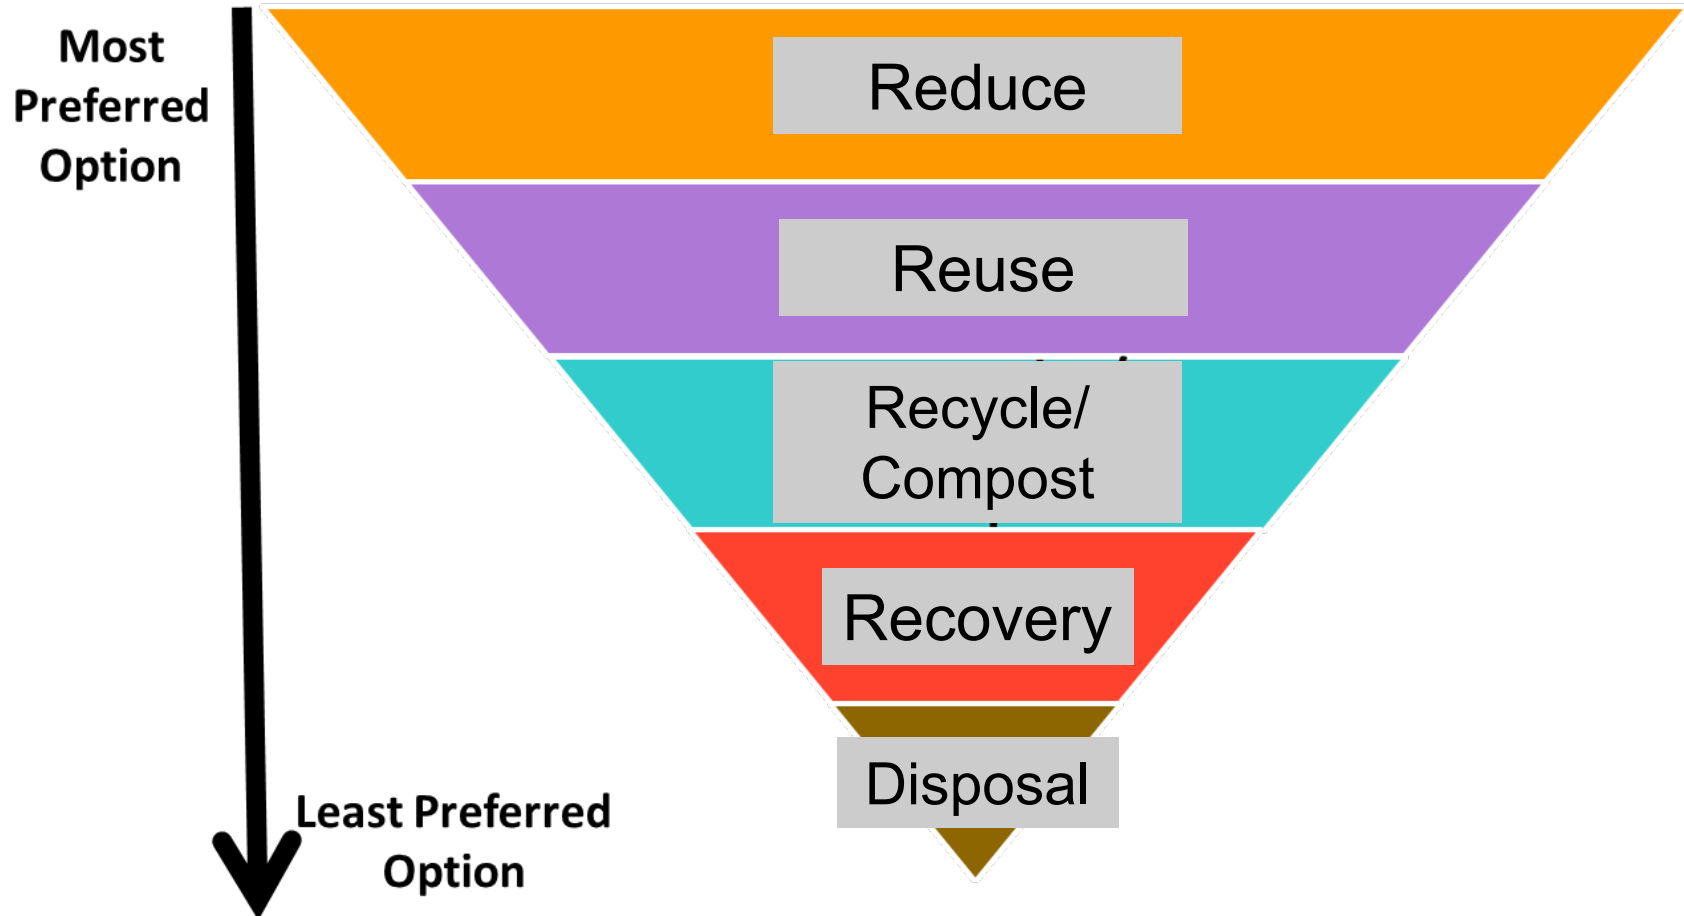 Most
Preferred
Option
Reduce
Reuse
Recycle/
Compost
Recovery
Disposal
Least Preferred
Option